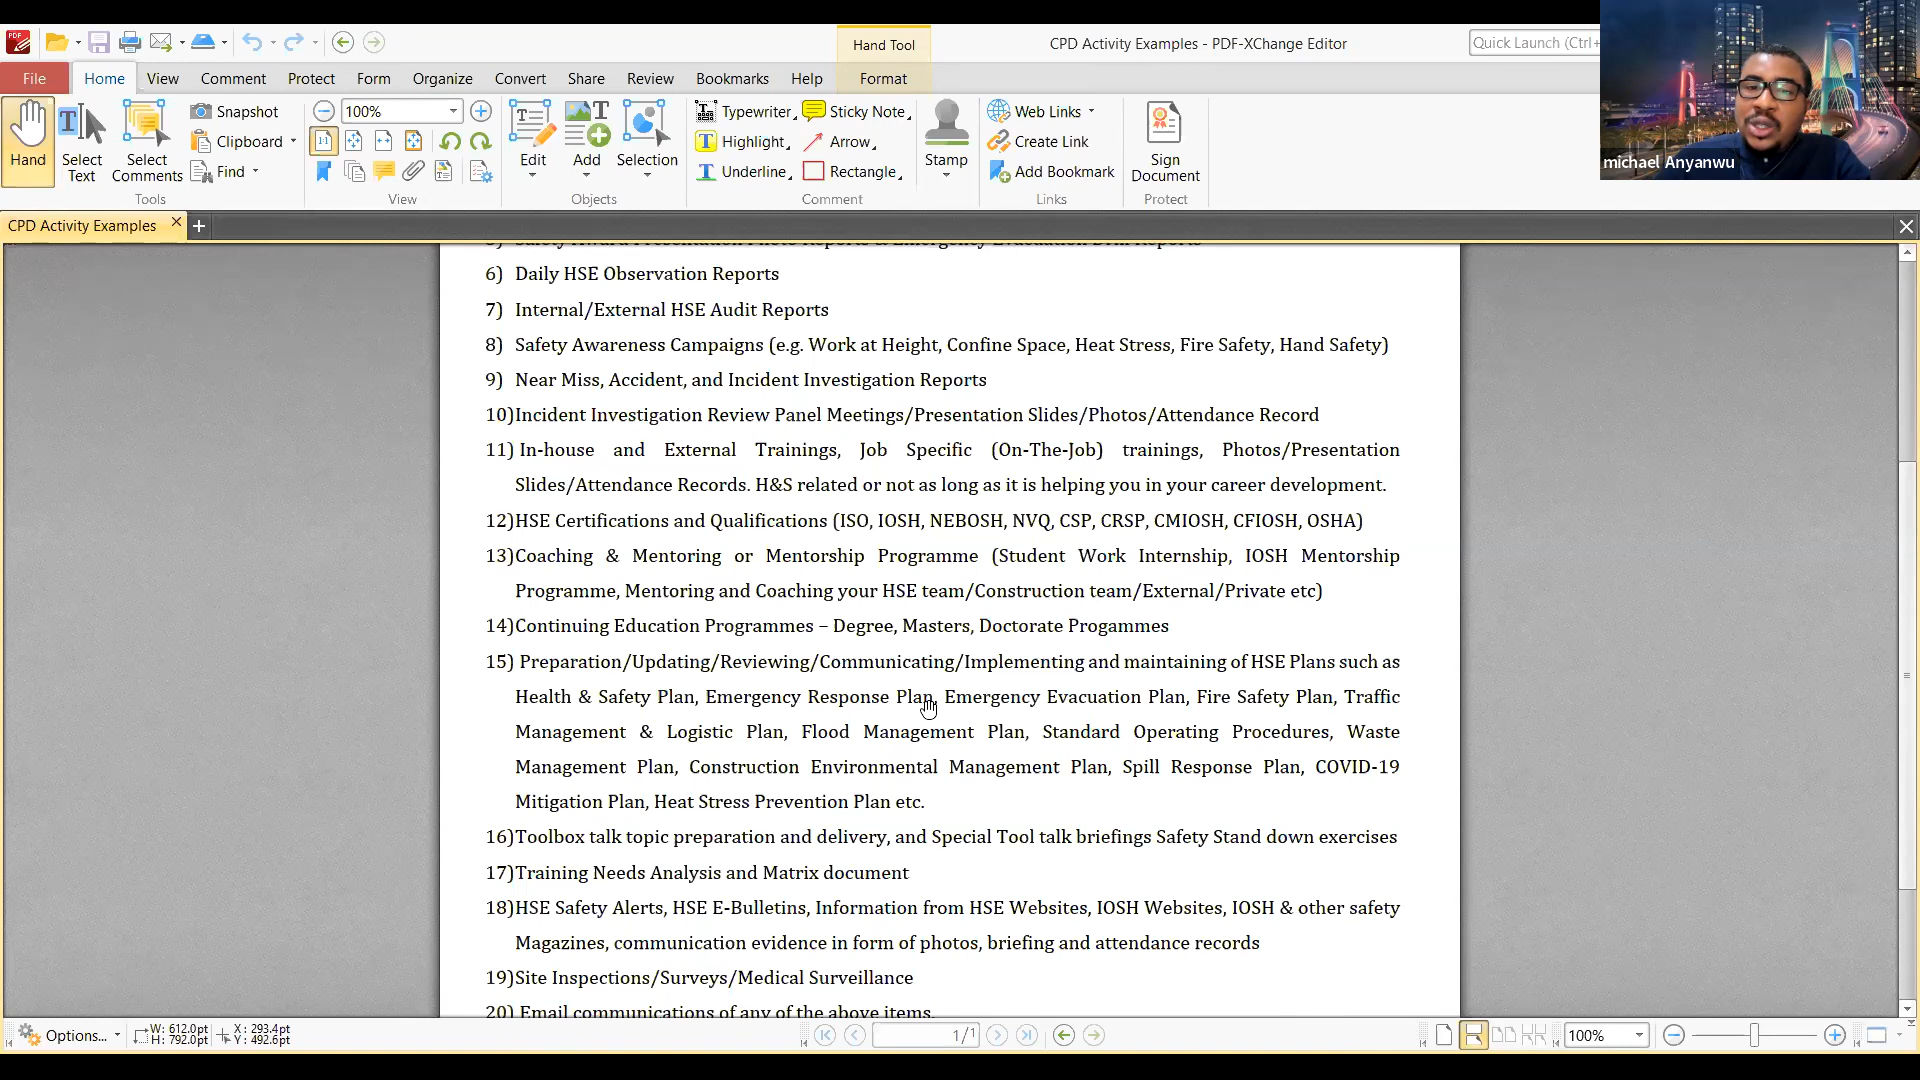 Hand Tool
CPD Activity Examples - PDF-XChange Editor
Quick Launch (Ctrl+
File Home View Comment Protect Form Organize Convert Share Review Bookmarks Help Format
Hand
Select Text
Select Comments
Snapshot
Clipboard
Find
Tools
100%
View
Edit
Add
Selection
Objects
Typewriter
Highlight
Underline
Sticky Note
Arrow
Rectangle
Comment
Stamp
Web Links
Create Link
Add Bookmark
Links
Sign Document
Protect
michael Anyanwu
CPD Activity Examples
6) Daily HSE Observation Reports
7) Internal/External HSE Audit Reports
8) Safety Awareness Campaigns (e.g. Work at Height, Confine Space, Heat Stress, Fire Safety, Hand Safety)
9) Near Miss, Accident, and Incident Investigation Reports
10)Incident Investigation Review Panel Meetings/Presentation Slides/Photos/Attendance Record
11) In-house and External Trainings, Job Specific (On-The-Job) trainings, Photos/Presentation
Slides/Attendance Records. H&S related or not as long as it is helping you in your career development.
12)HSE Certifications and Qualifications (ISO, IOSH, NEBOSH, NVQ, CSP, CRSP, CMIOSH, CFIOSH, OSHA)
13)Coaching & Mentoring or Mentorship Programme (Student Work Internship, IOSH Mentorship
Programme, Mentoring and Coaching your HSE team/Construction team/External/Private etc)
14)Continuing Education Programmes – Degree, Masters, Doctorate Progammes
15) Preparation/Updating/Reviewing/Communicating/Implementing and maintaining of HSE Plans such as
Health & Safety Plan, Emergency Response Plan, Emergency Evacuation Plan, Fire Safety Plan, Traffic
Management & Logistic Plan, Flood Management Plan, Standard Operating Procedures, Waste
Management Plan, Construction Environmental Management Plan, Spill Response Plan, COVID-19
Mitigation Plan, Heat Stress Prevention Plan etc.
16)Toolbox talk topic preparation and delivery, and Special Tool talk briefings Safety Stand down exercises
17)Training Needs Analysis and Matrix document
18)HSE Safety Alerts, HSE E-Bulletins, Information from HSE Websites, IOSH Websites, IOSH & other safety
Magazines, communication evidence in form of photos, briefing and attendance records
19)Site Inspections/Surveys/Medical Surveillance
20) Email communications of any of the above items.
Options...
W: 612.0pt
H: 792.0pt
X: 293.4pt
Y: 492.6pt
1/1
100%